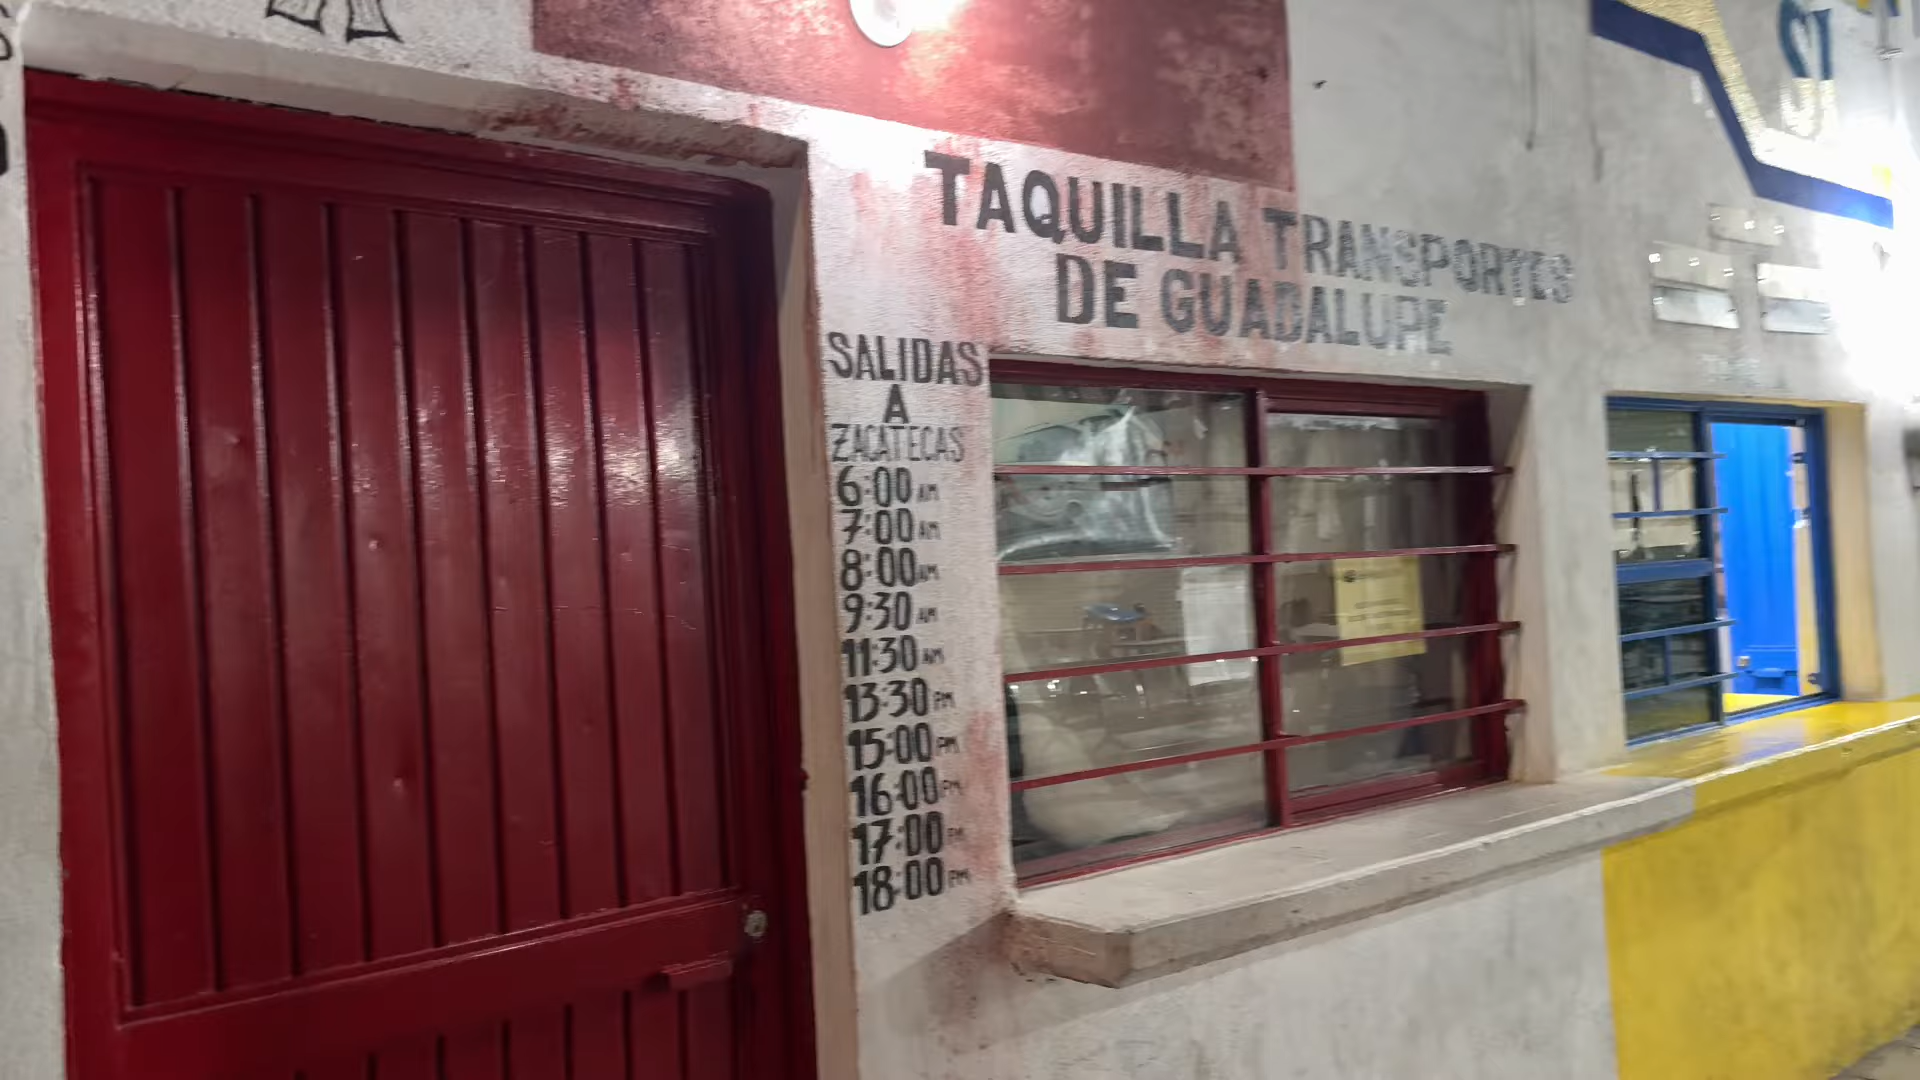 TAQUILLA TRANSPORTES
DE GUADALUPE
SALIDAS
A
ZACATECAS
6:00 AM
7:00 AM
8:00 AM
9:30 AM
11:30 AM
13:30 PM
15:00 PM
16:00 PM
17:00 PM
18:00 PM